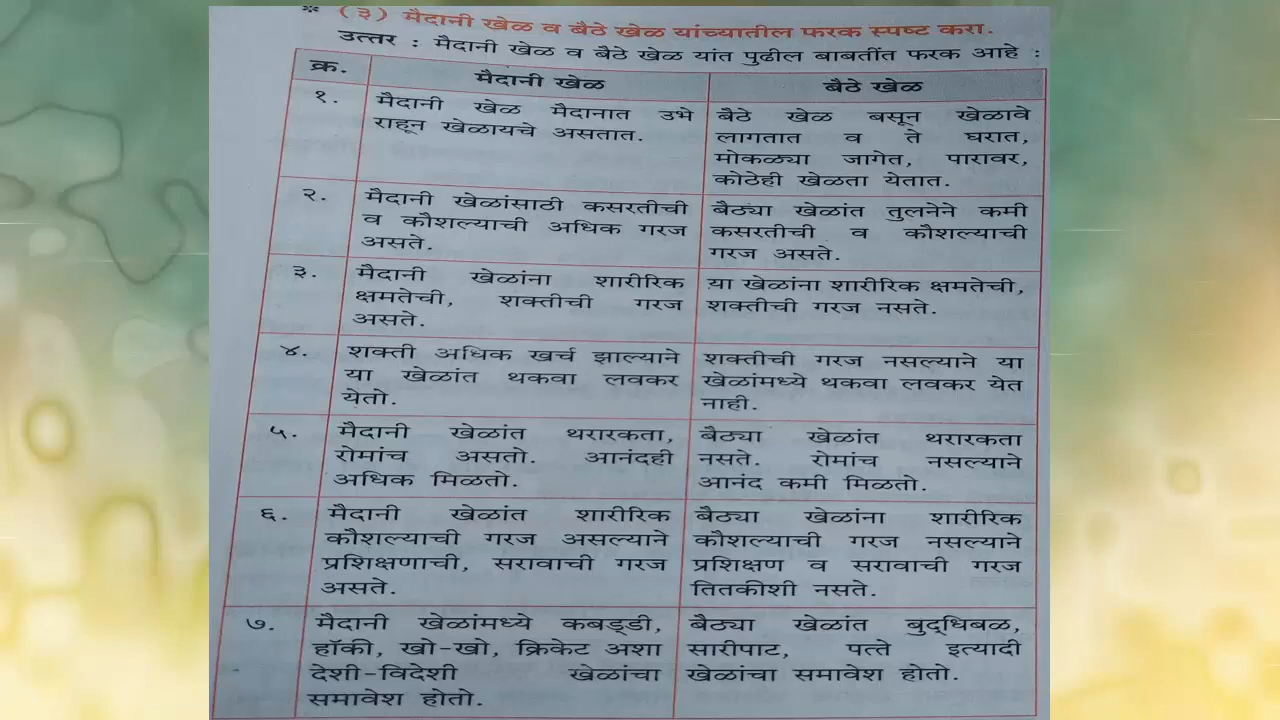 * (३) मैदानी खेळ व बैठे खेळ यांच्यातील फरक स्पष्ट करा.
उत्तर : मैदानी खेळ व बैठे खेळ यांत पुढील बाबतींत फरक आहे :
क्र. मैदानी खेळ बैठे खेळ
१. मैदानी खेळ मैदानात उभे
राहून खेळायचे असतात.
बैठे खेळ बसून खेळावे
लागतात व ते घरात,
मोकळ्या जागेत, पारावर,
कोठेही खेळता येतात.
२. मैदानी खेळांसाठी कसरतीची
व कौशल्याची अधिक गरज
असते.
बैठ्या खेळांत तुलनेने कमी
कसरतीची व कौशल्याची
गरज असते.
३. मैदानी खेळांना शारीरिक
क्षमतेची, शक्तीची गरज
असते.
या खेळांना शारीरिक क्षमतेची,
शक्तीची गरज नसते.
४. शक्ती अधिक खर्च झाल्याने
या खेळांत थकवा लवकर
येतो.
शक्तीची गरज नसल्याने या
खेळांमध्ये थकवा लवकर येत
नाही.
५. मैदानी खेळांत थरारकता,
रोमांच असतो. आनंदही
अधिक मिळतो.
बैठ्या खेळांत थरारकता
नसते. रोमांच नसल्याने
आनंद कमी मिळतो.
६. मैदानी खेळांत शारीरिक
कौशल्याची गरज असल्याने
प्रशिक्षणाची, सरावाची गरज
असते.
बैठ्या खेळांना शारीरिक
कौशल्याची गरज नसल्याने
प्रशिक्षण व सरावाची गरज
तितकीशी नसते.
७. मैदानी खेळांमध्ये कबड्डी,
हॉकी, खो-खो, क्रिकेट अशा
देशी-विदेशी खेळांचा
समावेश होतो.
बैठ्या खेळांत बुद्धिबळ,
सारीपाट, पत्ते इत्यादी
खेळांचा समावेश होतो.